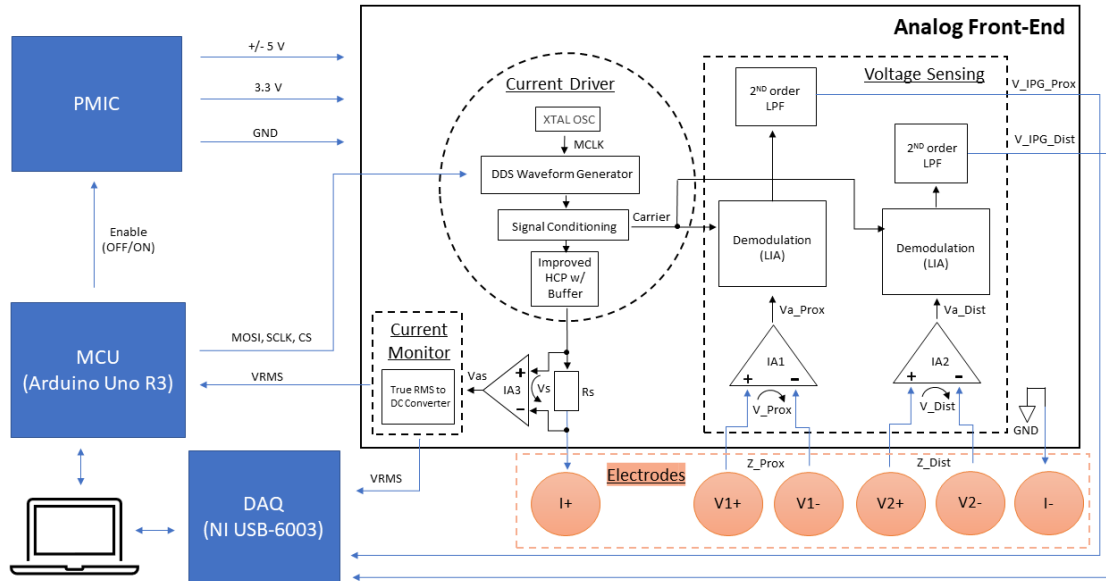 Analog Front-End
PMIC
+/- 5 V
3.3 V
GND
Enable
(OFF/ON)
MCU
(Arduino Uno R3)
MOSI, SCLK, CS
VRMS
VRMS
DAQ
(NI USB-6003)
Current Driver
XTAL OSC
MCLK
DDS Waveform Generator
Signal Conditioning
Carrier
Improved
HCP w/
Buffer
Current
Monitor
True RMS to
DC Converter
Vas
IA3
+
-
Vs
Rs
Voltage Sensing
2ND order
LPF
V_IPG_Prox
2ND order
LPF
V_IPG_Dist
Demodulation
(LIA)
Demodulation
(LIA)
Va_Prox
Va_Dist
IA1
+ -
V_Prox
IA2
+ -
V_Dist
GND
Electrodes
Z_Prox
Z_Dist
I+
V1+
V1-
V2+
V2-
I-